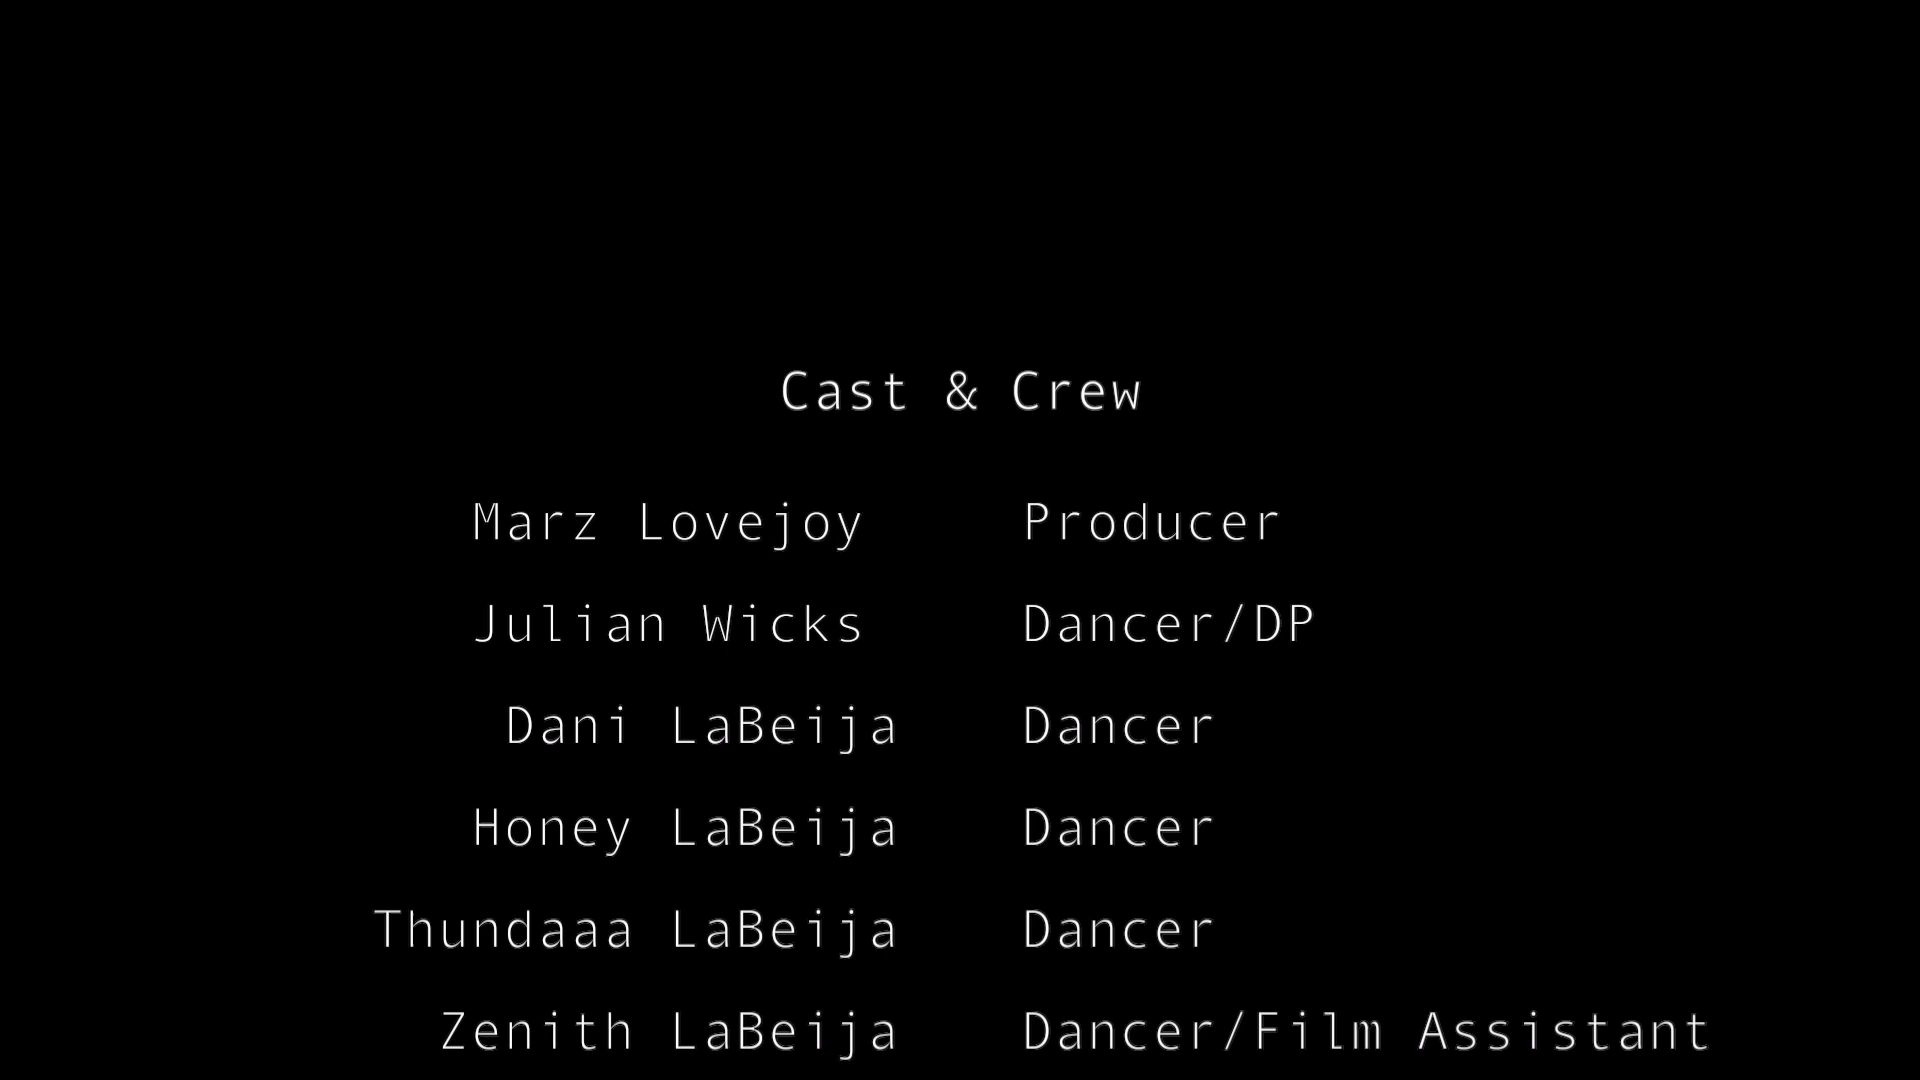 Cast & Crew
Marz Lovejoy Producer
Julian Wicks Dancer/DP
Dani LaBeija Dancer
Honey LaBeija Dancer
Thundaaa LaBeija Dancer
Zenith LaBeija Dancer/Film Assistant